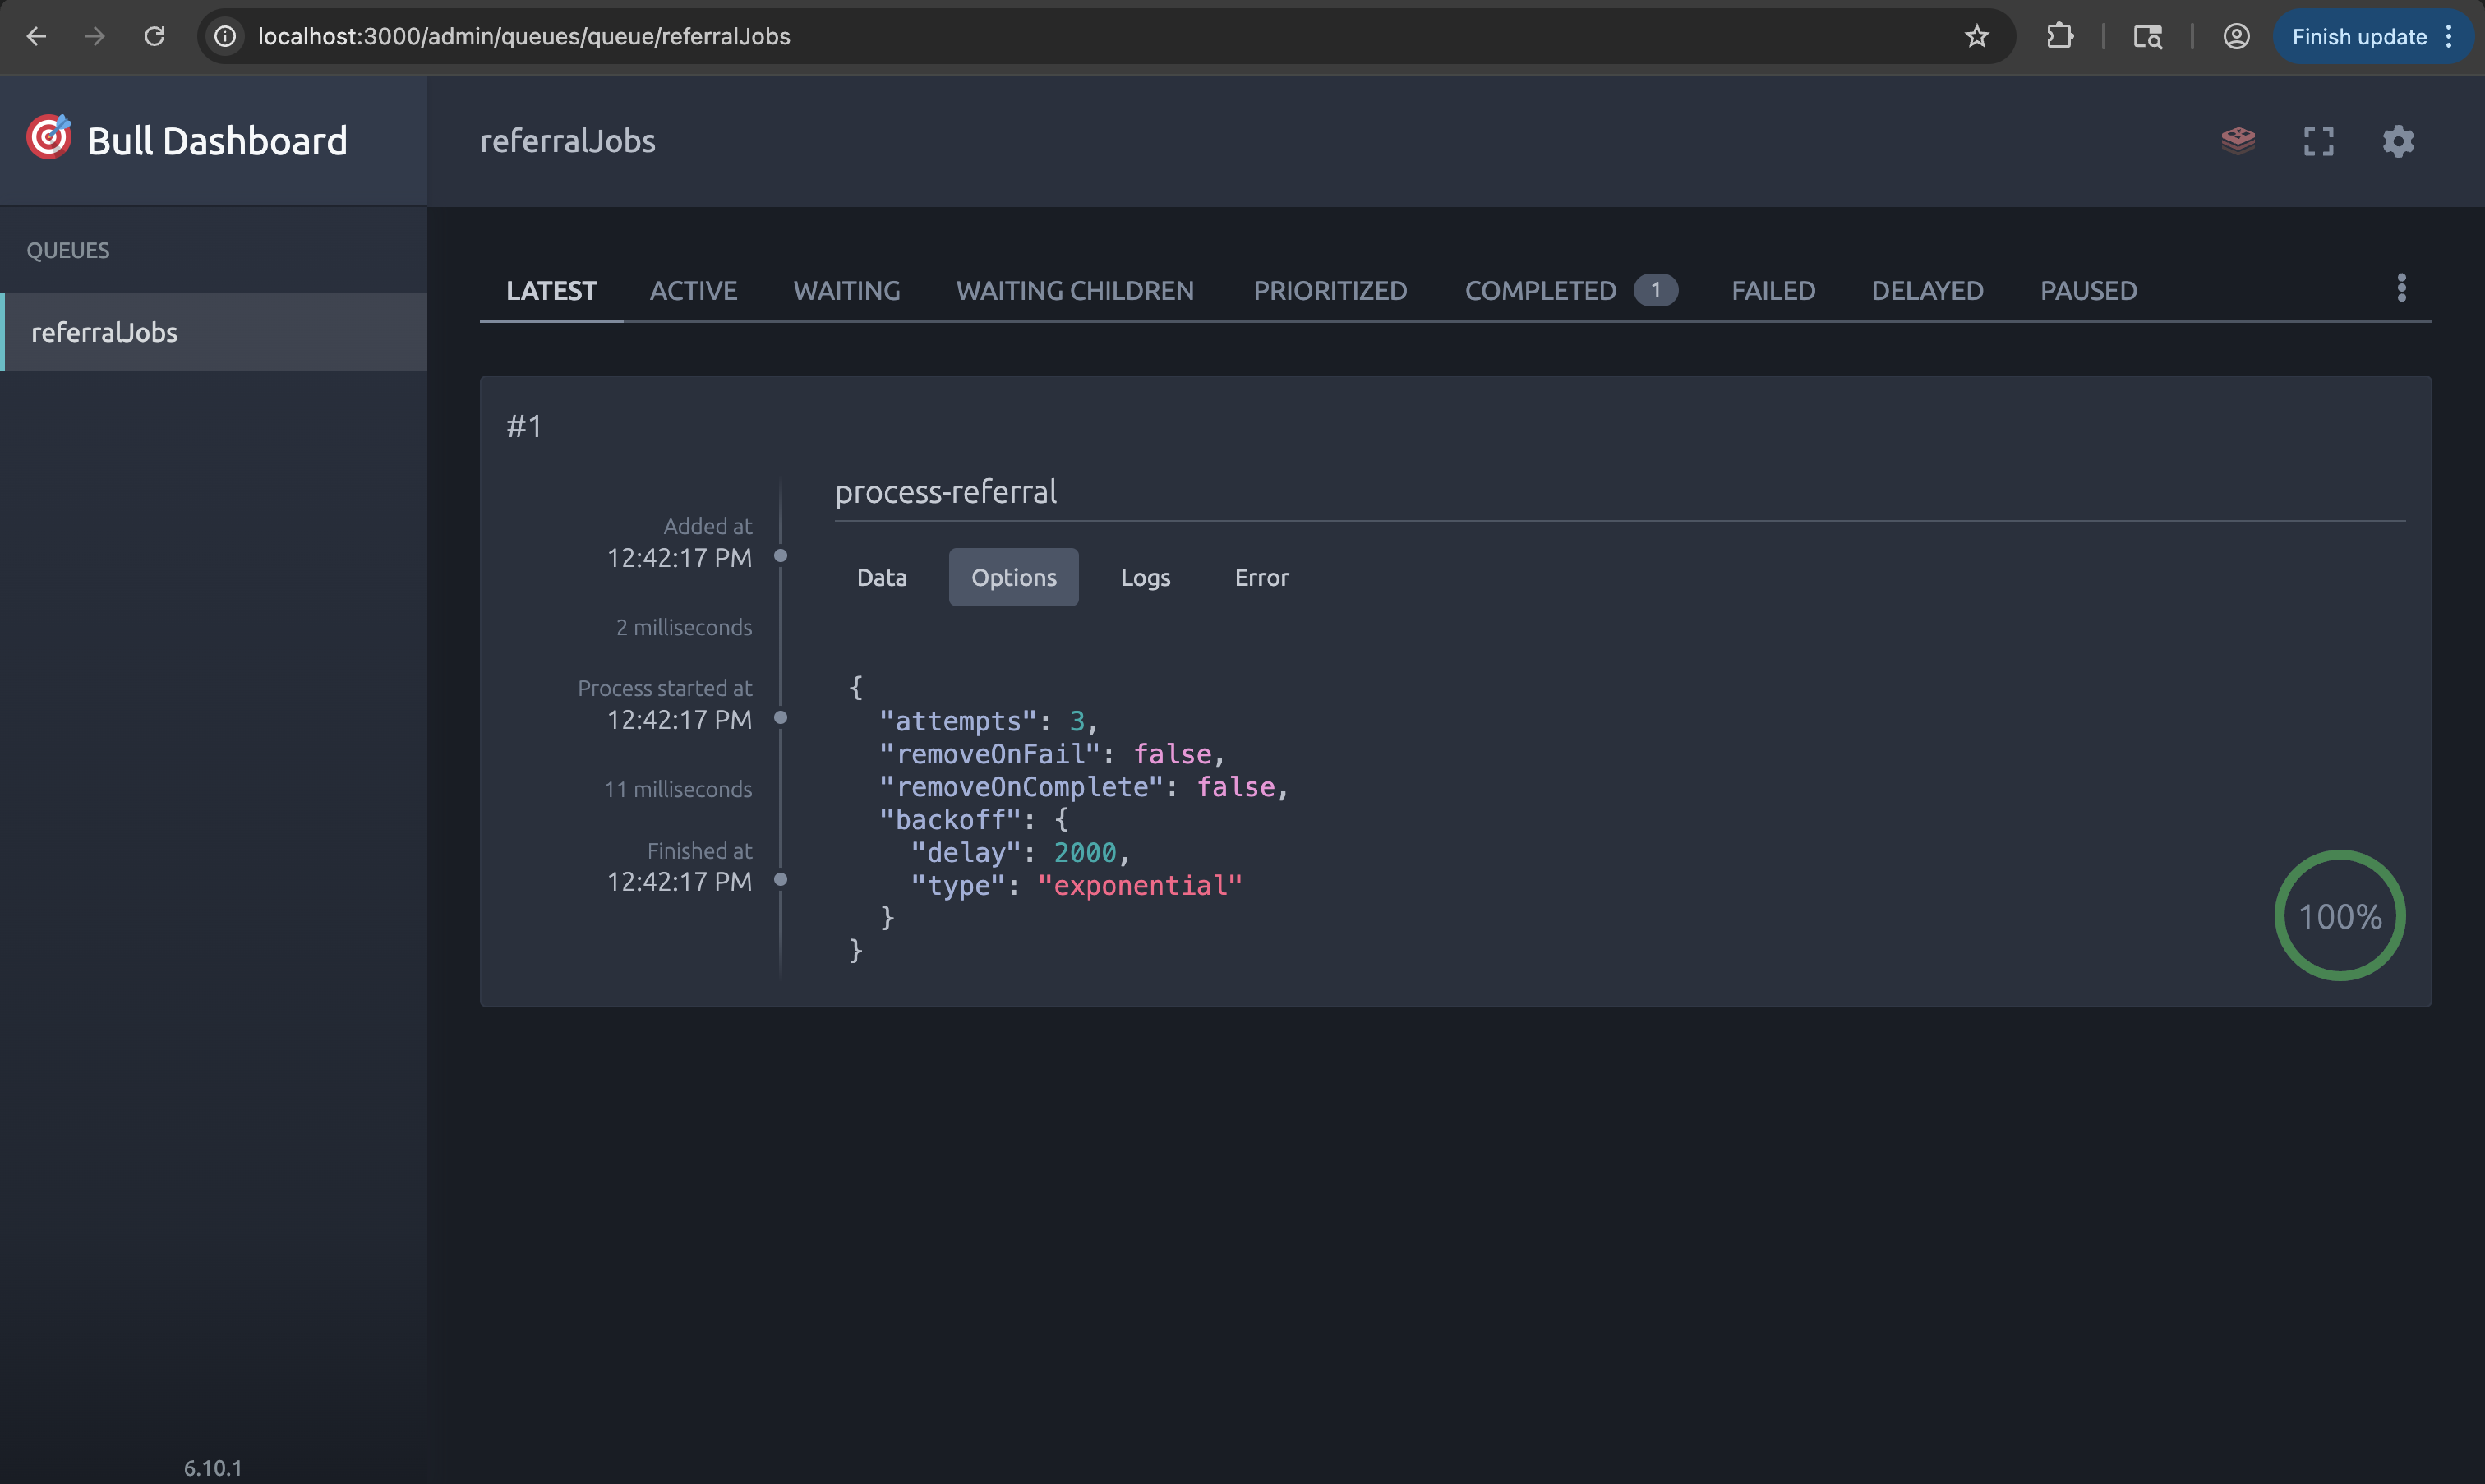 localhost:3000/admin/queues/queue/referralJobs
Finish update
Bull Dashboard
referralJobs
QUEUES
referralJobs
LATEST ACTIVE WAITING WAITING CHILDREN PRIORITIZED COMPLETED 1 FAILED DELAYED PAUSED
#1
process-referral
Added at
12:42:17 PM
2 milliseconds
Process started at
12:42:17 PM
11 milliseconds
Finished at
12:42:17 PM
Data Options Logs Error
{
"attempts": 3,
"removeOnFail": false,
"removeOnComplete": false,
"backoff": {
"delay": 2000,
"type": "exponential"
}
}
100%
6.10.1